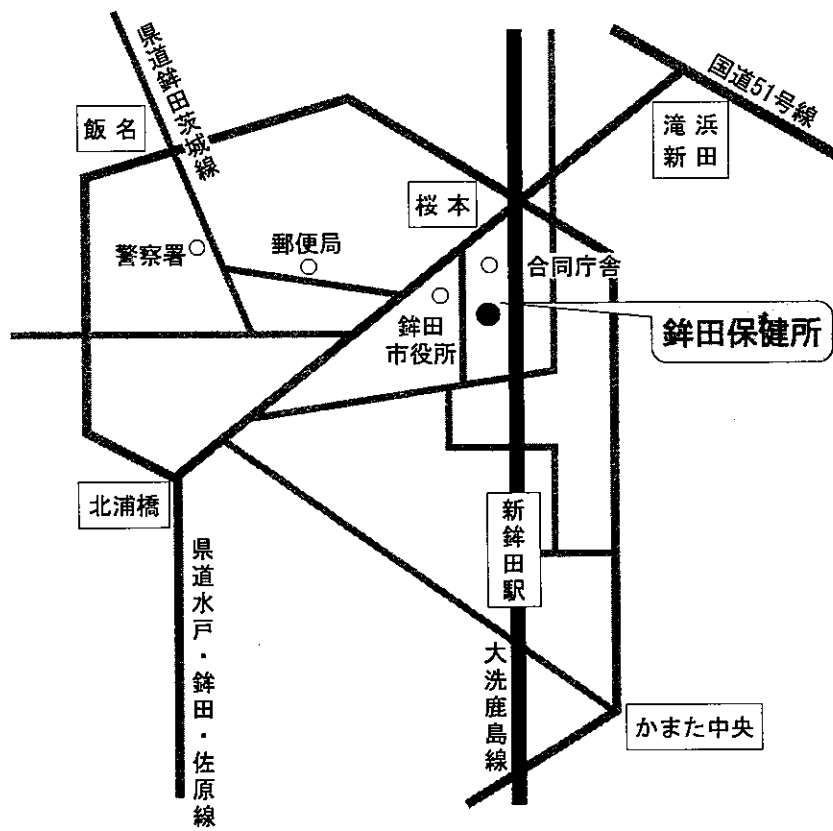 県道鉾田茨城線
国道51号線
飯名
滝浜
新田
桜本
警察署
郵便局
合同庁舎
鉾田
市役所
鉾田保健所
北浦橋
新鉾田駅
県道水戸・鉾田・佐原線
大洗鹿島線
かまた中央